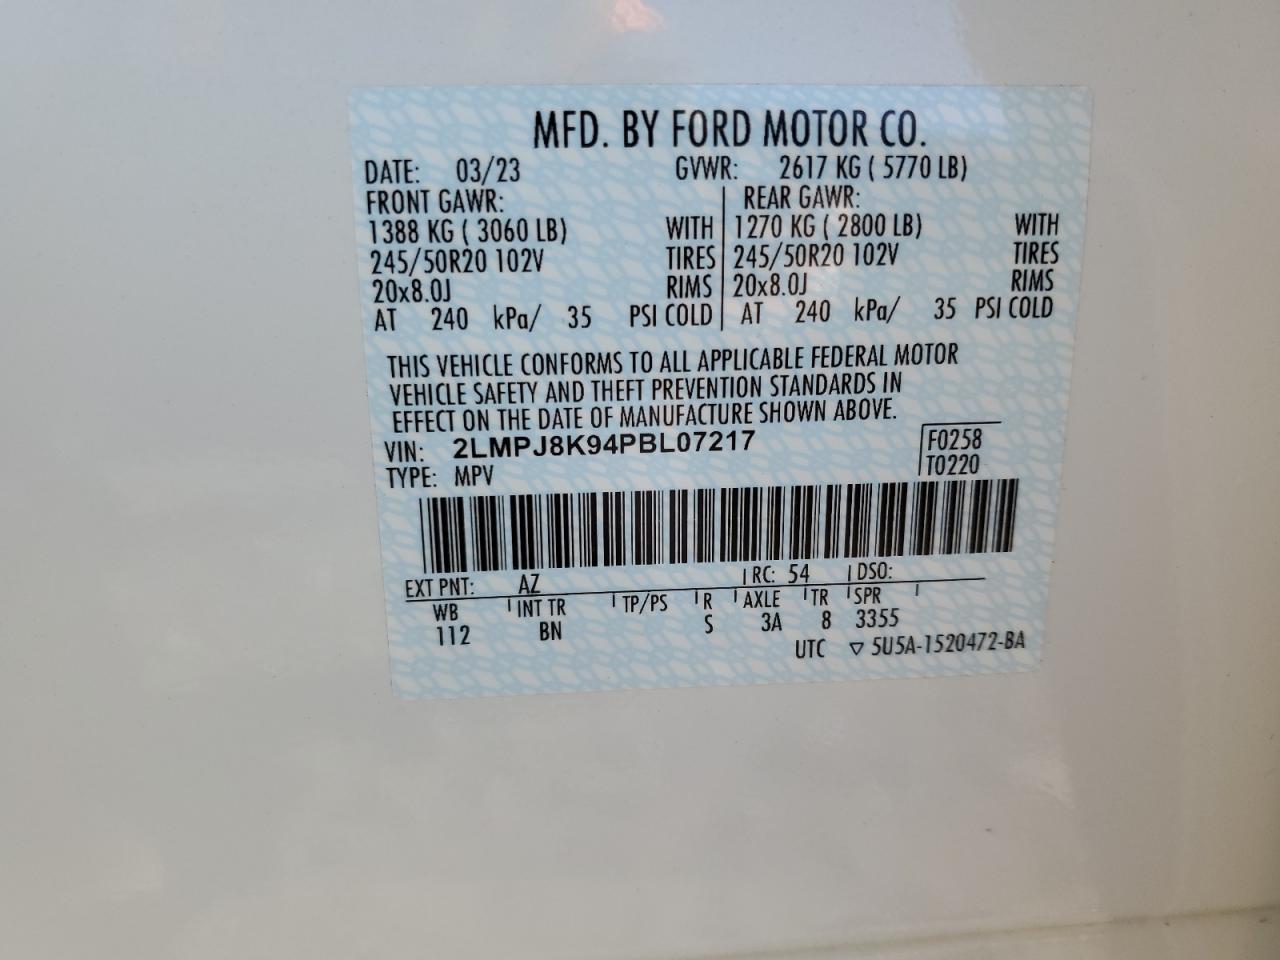 MFD. BY FORD MOTOR CO.
DATE: 03/23 GVWR: 2617 KG ( 5770 LB)
FRONT GAWR: REAR GAWR:
1388 KG ( 3060 LB) WITH 1270 KG ( 2800 LB) WITH
245/50R20 102V TIRES 245/50R20 102V TIRES
20x8.0J RIMS 20x8.0J RIMS
AT 240 kPa/ 35 PSI COLD AT 240 kPa/ 35 PSI COLD
THIS VEHICLE CONFORMS TO ALL APPLICABLE FEDERAL MOTOR
VEHICLE SAFETY AND THEFT PREVENTION STANDARDS IN
EFFECT ON THE DATE OF MANUFACTURE SHOWN ABOVE.
VIN: 2LMPJ8K94PBL07217 F0258
TYPE: MPV T0220
EXT PNT: AZ RC: 54 DSO:
WB INT TR TP/PS R AXLE TR SPR
112 BN S 3A 8 3355
UTC ▽ 5U5A-1520472-BA